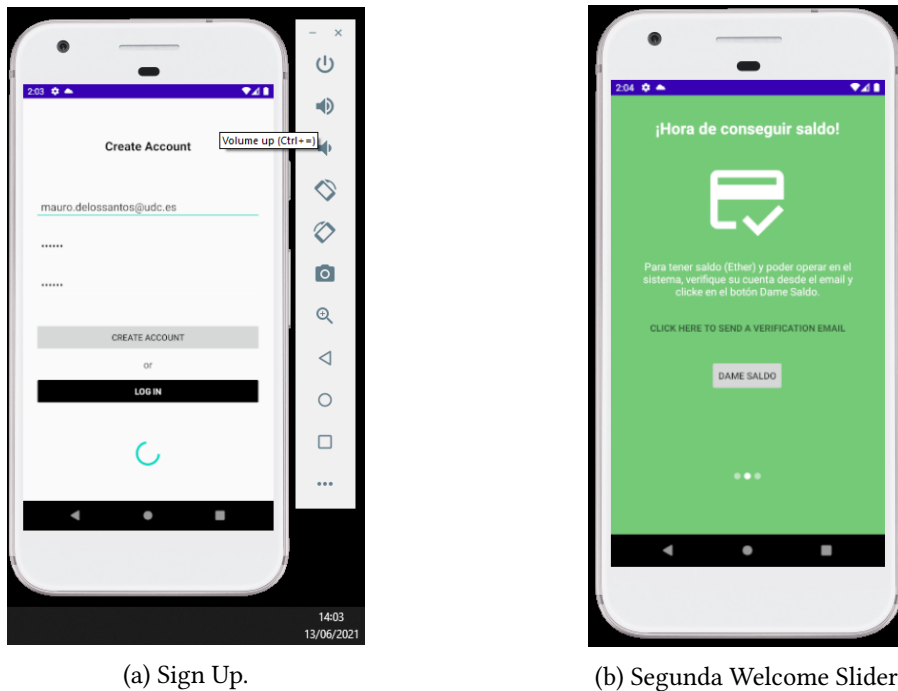 2:03
Create Account
Volume up (Ctrl+=)
mauro.delossantos@udc.es
••••••
••••••
CREATE ACCOUNT
or
LOG IN
14:03
13/06/2021
(a) Sign Up.
2:04
¡Hora de conseguir saldo!
Para tener saldo (Ether) y poder operar en el
sistema, verifique su cuenta desde el email y
clicke en el botón Dame Saldo.
CLICK HERE TO SEND A VERIFICATION EMAIL
DAME SALDO
(b) Segunda Welcome Slider